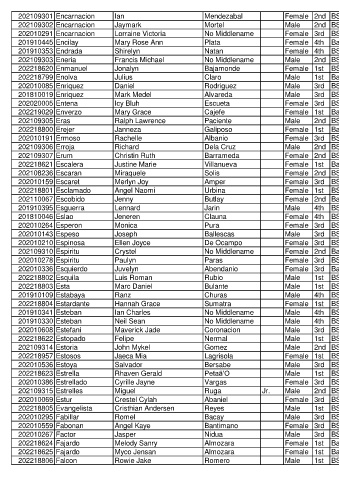 202109301 Encarnacion Ian Mendezabal Female 2nd BS
202109302 Encarnacion Jaymark Mortel Male 2nd BS
202010291 Encarnacion Lorraine Victoria No Middlename Female 3rd BS
201910445 Encilay Mary Rose Ann Plata Female 4th Ba
201910353 Endrada Shirelyn Natan Female 4th BS
202109303 Eneria Francis Michael No Middlename Male 2nd BS
202218620 Enmanuel Jonalyn Bajamonde Female 1st BS
202218799 Enolva Julius Claro Male 1st Ba
202010085 Enriquez Daniel Rodriguez Male 3rd BS
201810019 Enriquez Mark Medel Alvareda Male 3rd BS
202020005 Entena Icy Bluh Escueta Female 3rd BS
202219029 Enverzo Mary Grace Cajefe Female 1st BS
202109305 Eras Ralph Lawrence Paciente Male 2nd BS
202218800 Erejer Janneza Galiposo Female 1st BS
202010191 Ermoso Rachelle Albanio Female 3rd BS
202109306 Erroja Richard Dela Cruz Male 2nd BS
202109307 Erum Christin Ruth Barrameda Female 2nd BS
202218621 Escalera Justine Marie Villanueva Female 1st Ba
202108236 Escaran Miraquele Solis Female 2nd BS
202010159 Escaret Merlyn Joy Amper Female 3rd BS
202218801 Esclamado Angel Naomi Urbina Female 1st BS
202110067 Escobido Jenny Butlay Female 2nd BS
201910395 Esguerra Lennard Jarin Male 4th BS
201810046 Eslao Jeneren Clauna Female 4th BS
202010264 Esperon Monica Pura Female 3rd BS
202010143 Espeso Joseph Ballescas Male 3rd BS
202010210 Espinosa Ellen Joyce De Ocampo Female 3rd BS
202109310 Espiritu Crystel No Middlename Female 2nd Ba
202010278 Espiritu Paulyn Paras Female 3rd BS
202010336 Esquierdo Juvelyn Abendanio Female 3rd Ba
202218802 Esquila Luis Roman Rubio Male 1st BS
202218803 Esta Marc Daniel Bulante Male 1st BS
201910109 Estabaya Ranz Churas Male 4th BS
202218804 Estardante Hannah Grace Sumatra Female 1st BS
201910341 Esteban Ian Charles No Middlename Male 4th BS
201910330 Esteban Neil Sean No Middlename Male 4th BS
202010608 Estefani Maverick Jade Coronacion Male 3rd BS
202218622 Estopado Felipe Nermal Male 1st BS
202109314 Estoria John Mykel Gomez Male 2nd BS
202218957 Estosos Jaeca Mia Lagrisola Female 1st BS
202010536 Estoya Salvador Bersabe Male 3rd BS
202218623 Estrella Rhaven Gerald PetaâO Male 1st BS
202010386 Estrellado Cyrille Jayne Vargas Female 3rd BS
202109315 Estrelles Miguel Ruga Jr. Male 2nd BS
202010069 Estur Crestel Cylah Abaniel Female 3rd BS
202218805 Evangelista Cristhian Andersen Reyes Male 1st BS
202010295 Fabillar Romel Bacay Male 3rd BS
202010559 Fabonan Angel Kaye Bantimano Female 3rd BS
202010267 Factor Jasper Nidua Male 3rd BS
202218624 Fajardo Melody Sarry Almozara Female 1st Ba
202218625 Fajardo Myco Jensan Almozara Female 1st Ba
202218806 Falcon Rowie Jake Romero Male 1st BS